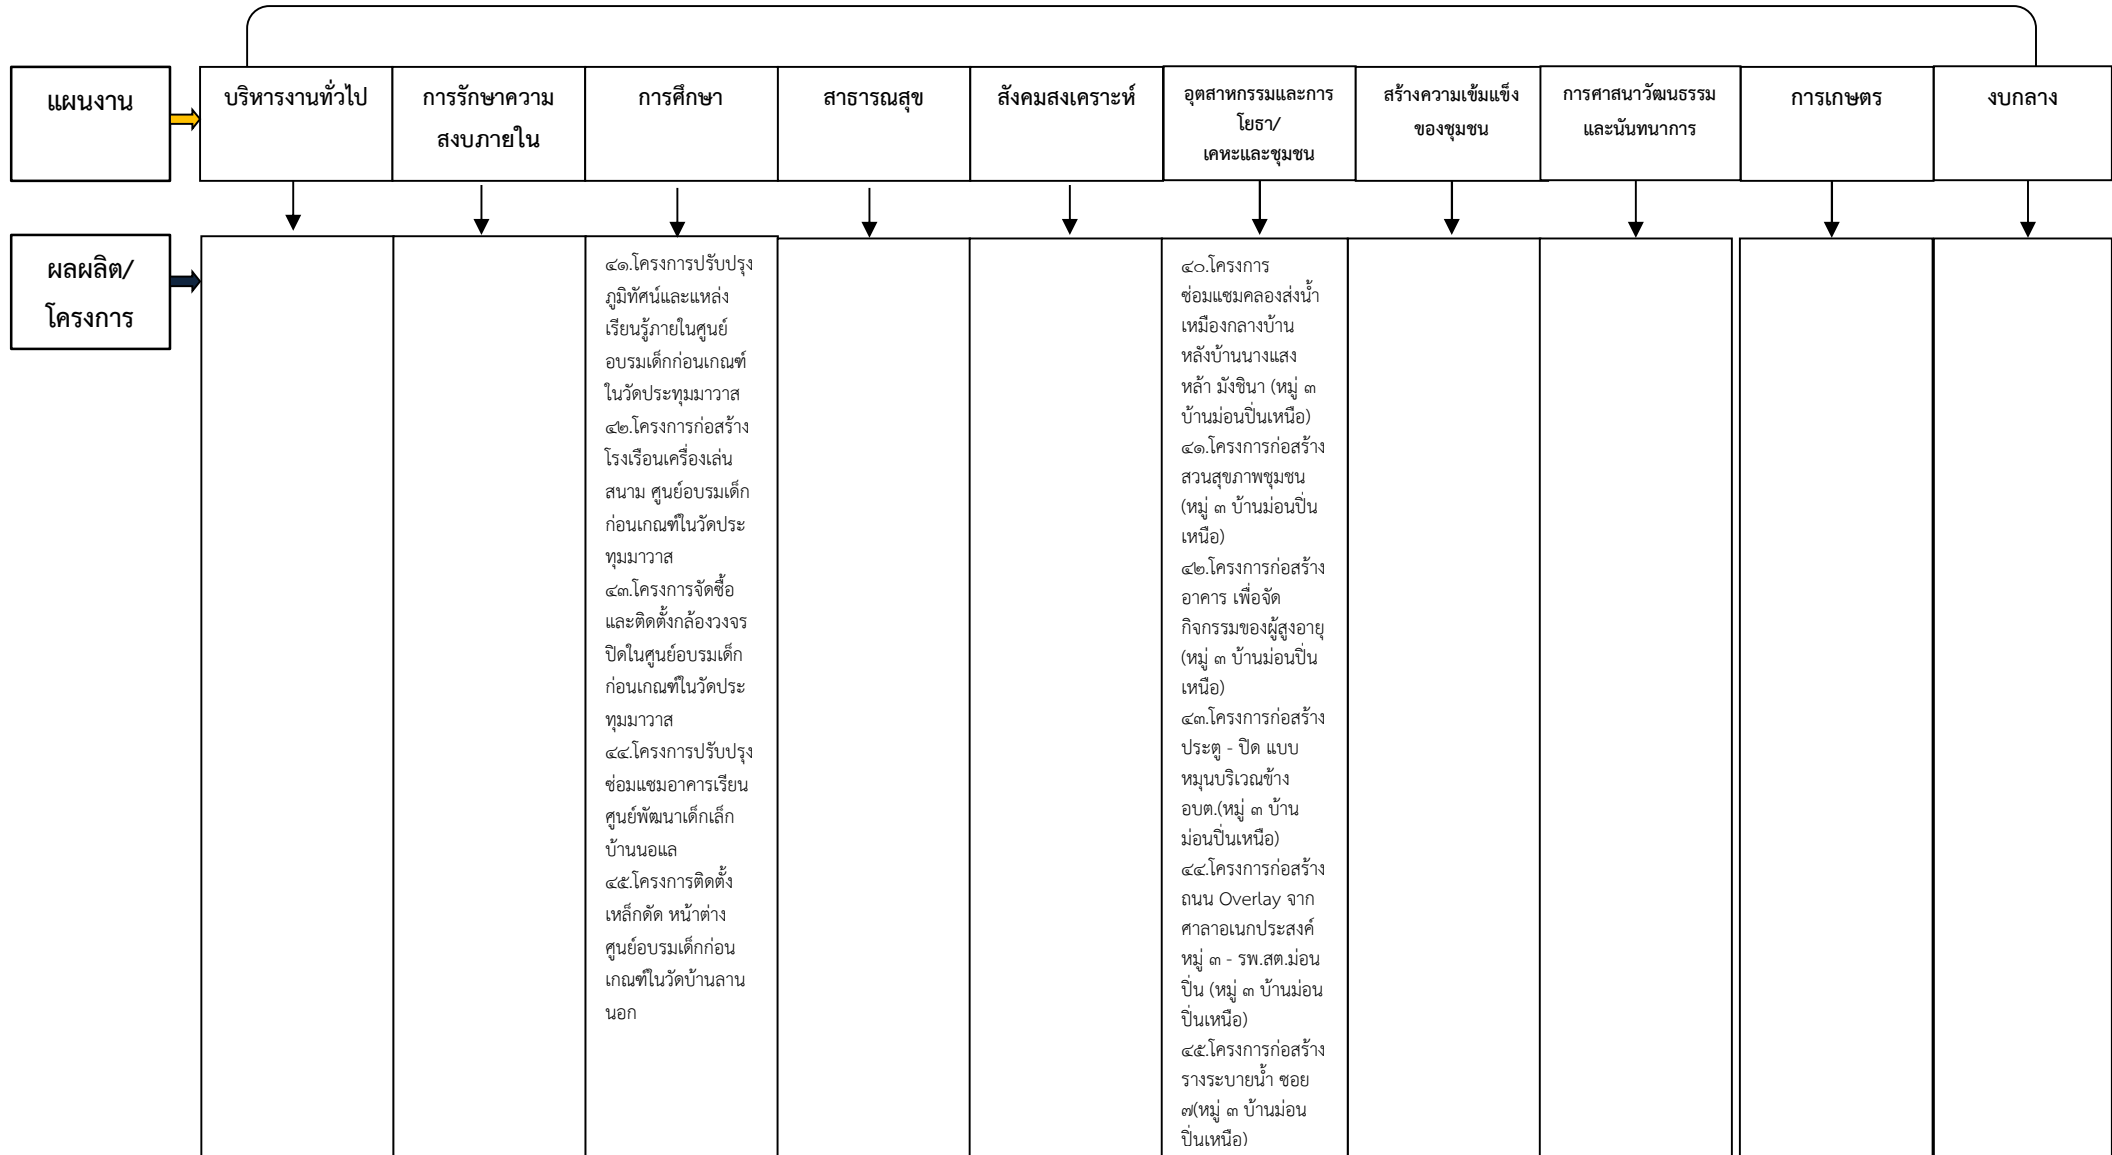 แผนงาน
บริหารงานทั่วไป
การรักษาความ
สงบภายใน
การศึกษา
สาธารณสุข
สังคมสงเคราะห์
อุตสาหกรรมและการ
โยธา/
เคหะและชุมชน
สร้างความเข้มแข็ง
ของชุมชน
การศาสนาวัฒนธรรม
และนันทนาการ
การเกษตร
งบกลาง
ผลผลิต/
โครงการ
๔๑.โครงการปรับปรุง
ภูมิทัศน์และแหล่ง
เรียนรู้ภายในศูนย์
อบรมเด็กก่อนเกณฑ์
ในวัดประทุมมาวาส
๔๒.โครงการก่อสร้าง
โรงเรือนเครื่องเล่น
สนาม ศูนย์อบรมเด็ก
ก่อนเกณฑ์ในวัดประ
ทุมมาวาส
๔๓.โครงการจัดซื้อ
และติดตั้งกล้องวงจร
ปิดในศูนย์อบรมเด็ก
ก่อนเกณฑ์ในวัดประ
ทุมมาวาส
๔๔.โครงการปรับปรุง
ซ่อมแซมอาคารเรียน
ศูนย์พัฒนาเด็กเล็ก
บ้านนอแล
๔๕.โครงการติดตั้ง
เหล็กดัด หน้าต่าง
ศูนย์อบรมเด็กก่อน
เกณฑ์ในวัดบ้านลาน
นอก
๔๐.โครงการ
ซ่อมแซมคลองส่งน้ำ
เหมืองกลางบ้าน
หลังบ้านนางแสง
หล้า มังชินา (หมู่ ๓
บ้านม่อนปิ่นเหนือ)
๔๑.โครงการก่อสร้าง
สวนสุขภาพชุมชน
(หมู่ ๓ บ้านม่อนปิ่น
เหนือ)
๔๒.โครงการก่อสร้าง
อาคาร เพื่อจัด
กิจกรรมของผู้สูงอายุ
(หมู่ ๓ บ้านม่อนปิ่น
เหนือ)
๔๓.โครงการก่อสร้าง
ประตู - ปิด แบบ
หมุนบริเวณข้าง
อบต.(หมู่ ๓ บ้าน
ม่อนปิ่นเหนือ)
๔๔.โครงการก่อสร้าง
ถนน Overlay จาก
ศาลาอเนกประสงค์
หมู่ ๓ - รพ.สต.ม่อน
ปิ่น (หมู่ ๓ บ้านม่อน
ปิ่นเหนือ)
๔๕.โครงการก่อสร้าง
รางระบายน้ำ ซอย
๗(หมู่ ๓ บ้านม่อน
ปิ่นเหนือ)